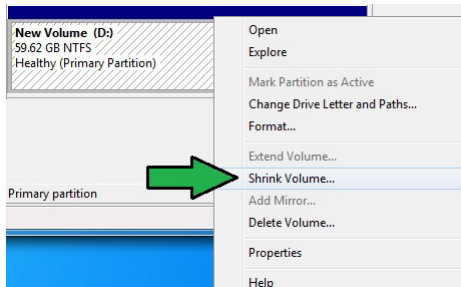 New Volume (D:)
59.62 GB NTFS
Healthy (Primary Partition)
Primary partition
Open
Explore
Mark Partition as Active
Change Drive Letter and Paths...
Format...
Extend Volume...
Shrink Volume...
Add Mirror...
Delete Volume...
Properties
Help